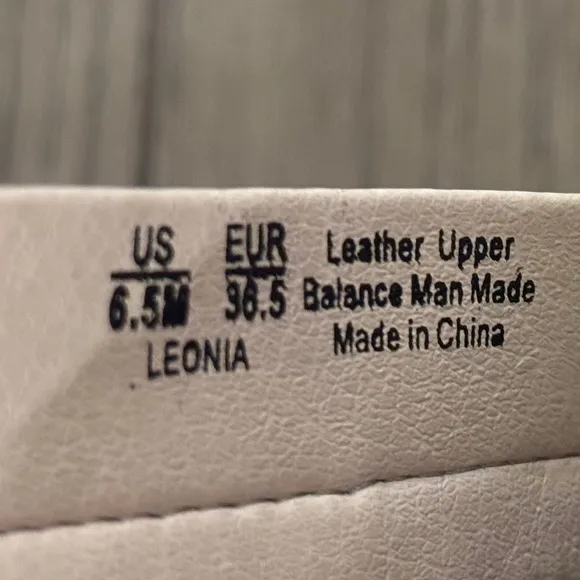 US EUR Leather Upper
6.5M 36.5 Balance Man Made
LEONIA Made in China